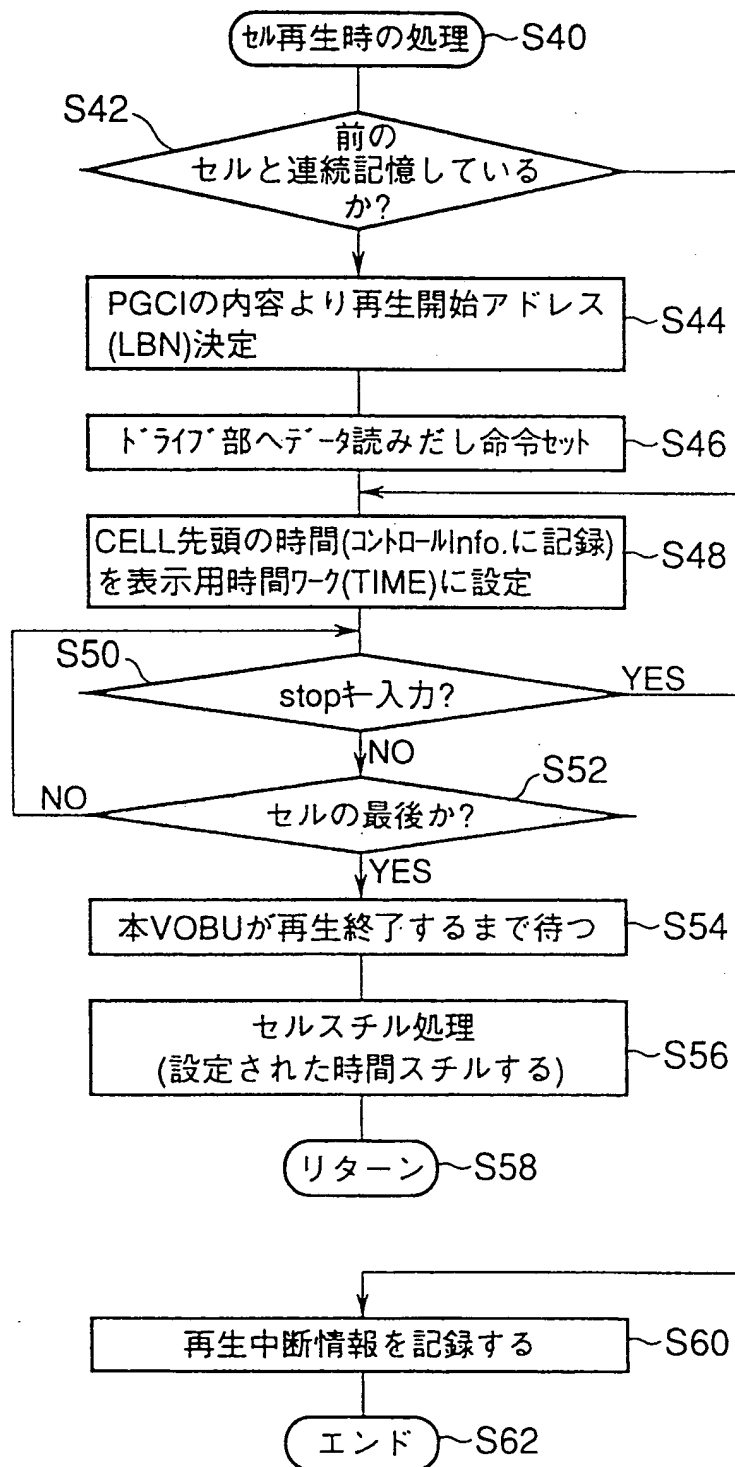 セル再生時の処理 S40
S42
前の
セルと連続記憶している
か?
PGCIの内容より再生開始アドレス
(LBN)決定
S44
ドライブ部へデータ読みだし命令セット S46
CELL先頭の時間(コントロールInfo.に記録)
を表示用時間ワーク(TIME)に設定
S48
S50
stopキー入力?
YES
NO
S52
NO
セルの最後か?
YES
本VOBUが再生終了するまで待つ S54
セルスチル処理
(設定された時間スチルする)
S56
リターン S58
再生中断情報を記録する S60
エンド S62